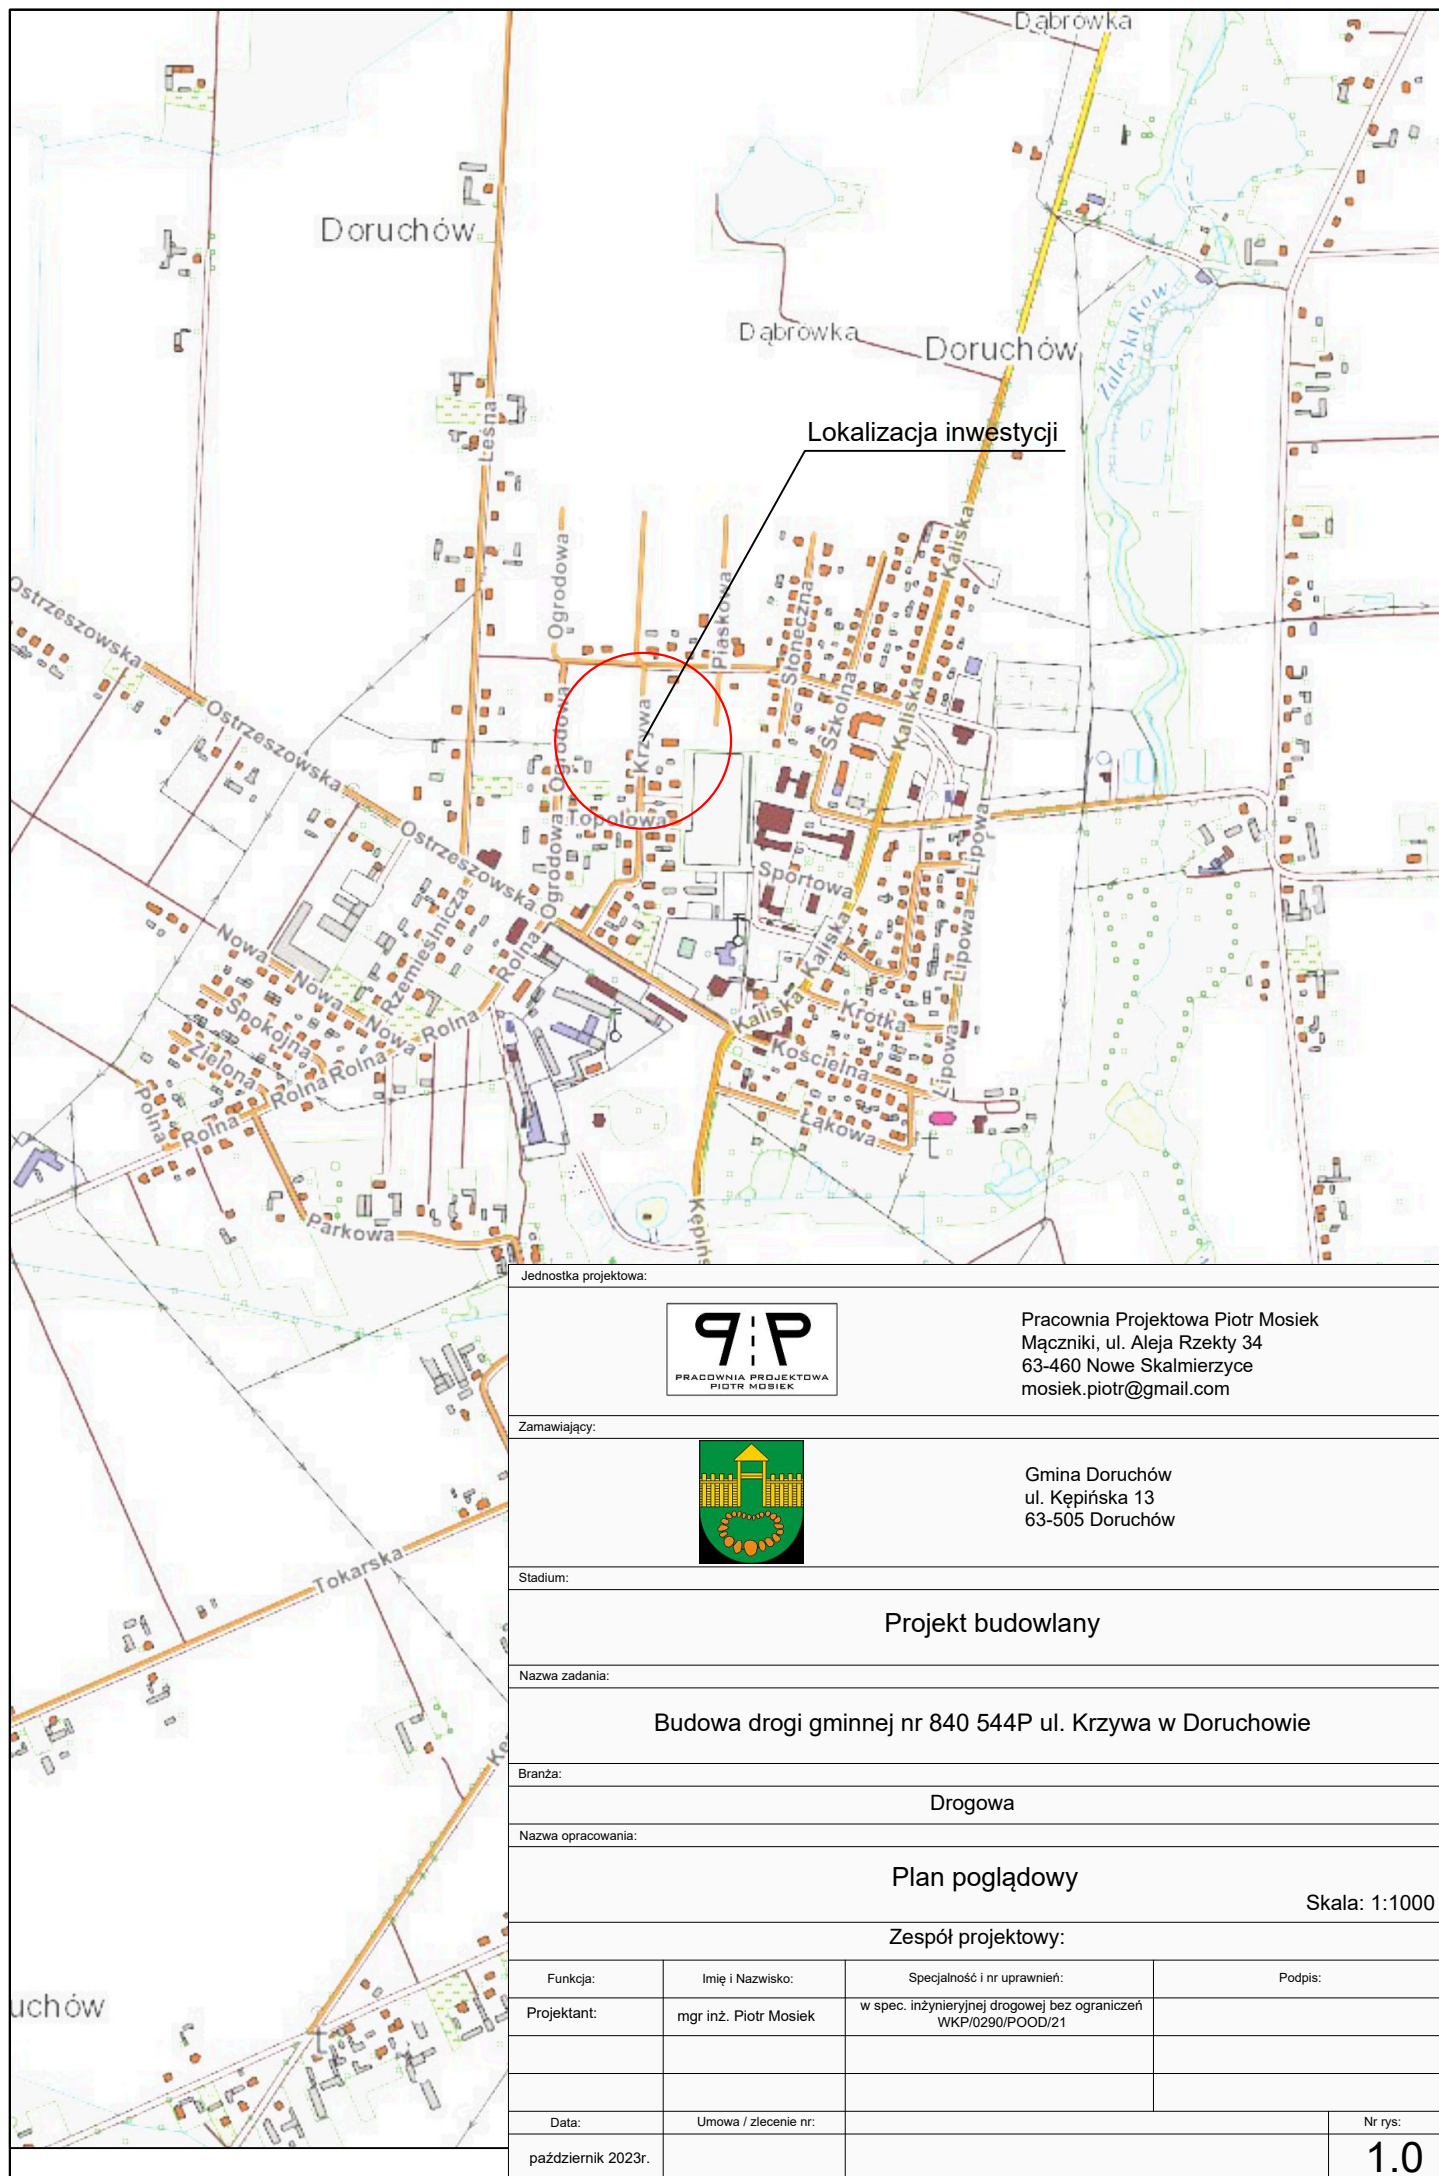 Dąbrówka
Doruchów
Zaleski Rów
Dąbrówka
Doruchów
Lokalizacja inwestycji
Leśna
Kaliska
Ogrodowa
Piaskowa
Słoneczna
Ostrzeszowska
Ostrzeszowska
Ogrodowa
Krzywa
Szkolna
Kaliska
Ogrodowa
Topolowa
Ostrzeszowska
Sportowa
Lipowa
Rzemieślnicza
Rolna
Kaliska
Lipowa
Nowa
Nowa
Nowa
Rolna
Kaliska
Krótka
Spokojna
Zielona
Rolna
Rolna
Kościelna
Lipowa
Polna
Rolna
Łąkowa
Parkowa
Kępińs
Tokarska
Kę
uchów
Jednostka projektowa:
PRACOWNIA PROJEKTOWA
PIOTR MOSIEK
Pracownia Projektowa Piotr Mosiek
Mączniki, ul. Aleja Rzekty 34
63-460 Nowe Skalmierzyce
mosiek.piotr@gmail.com
Zamawiający:
Gmina Doruchów
ul. Kępińska 13
63-505 Doruchów
Stadium:
Projekt budowlany
Nazwa zadania:
Budowa drogi gminnej nr 840 544P ul. Krzywa w Doruchowie
Branża:
Drogowa
Nazwa opracowania:
Plan poglądowy
Skala: 1:1000
Zespół projektowy:
Funkcja: Imię i Nazwisko: Specjalność i nr uprawnień: Podpis:
Projektant: mgr inż. Piotr Mosiek w spec. inżynieryjnej drogowej bez ograniczeń
WKP/0290/POOD/21
Data: Umowa / zlecenie nr: Nr rys:
październik 2023r. 1.0